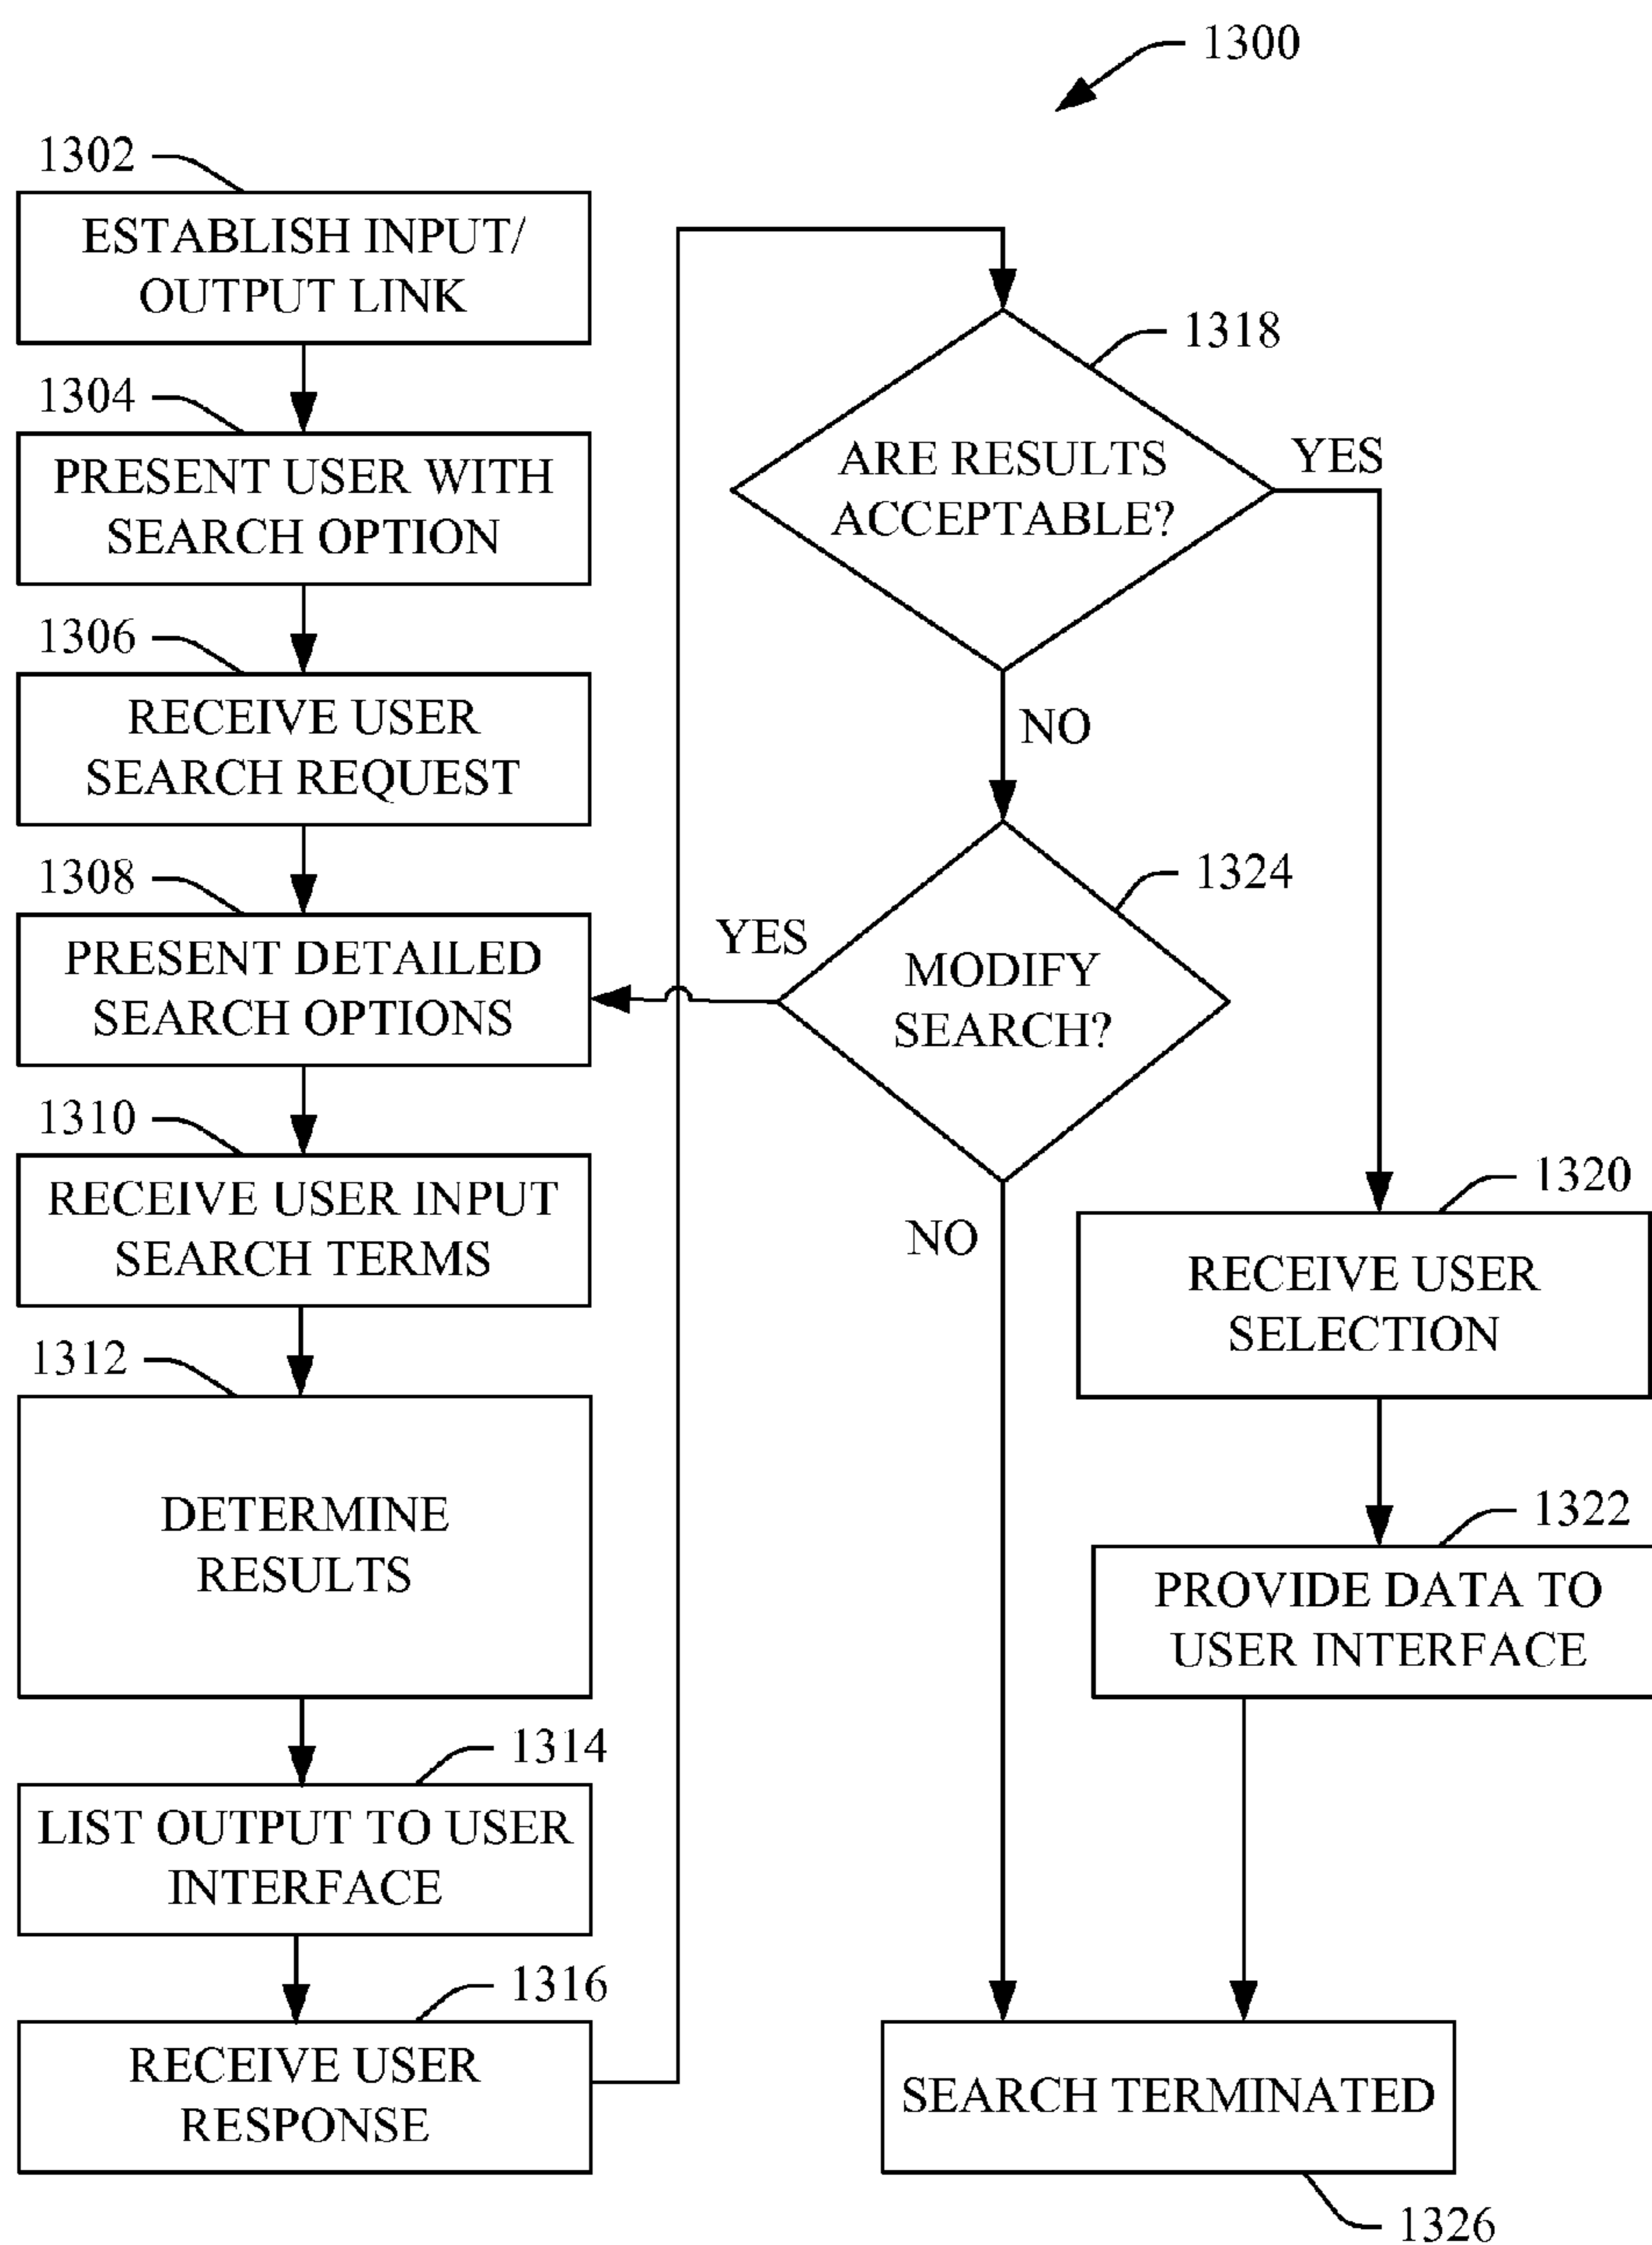 1300
1302
ESTABLISH INPUT/
OUTPUT LINK
1304
PRESENT USER WITH
SEARCH OPTION
1306
RECEIVE USER
SEARCH REQUEST
1308
PRESENT DETAILED
SEARCH OPTIONS
1310
RECEIVE USER INPUT
SEARCH TERMS
1312
DETERMINE
RESULTS
1314
LIST OUTPUT TO USER
INTERFACE
1316
RECEIVE USER
RESPONSE
1318
ARE RESULTS
ACCEPTABLE?
YES
NO
1324
YES
MODIFY
SEARCH?
NO
1320
RECEIVE USER
SELECTION
1322
PROVIDE DATA TO
USER INTERFACE
SEARCH TERMINATED
1326